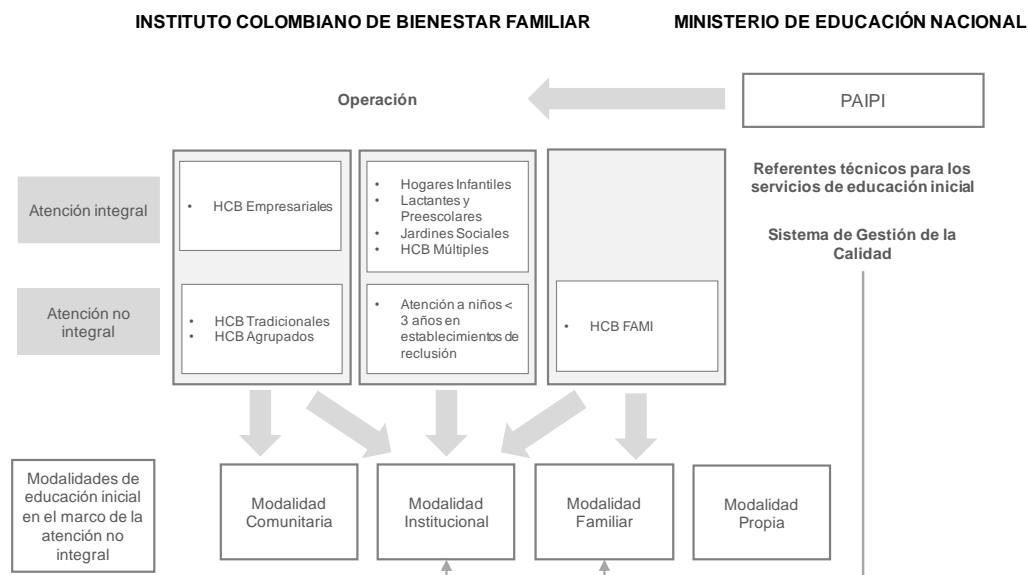 INSTITUTO COLOMBIANO DE BIENESTAR FAMILIAR
MINISTERIO DE EDUCACIÓN NACIONAL
Operación
PAIPI
Referentes técnicos para los
servicios de educación inicial
Sistema de Gestión de la
Calidad
Atención integral
• HCB Empresariales
• Hogares Infantiles
• Lactantes y
Preescolares
• Jardines Sociales
• HCB Múltiples
Atención no
integral
• HCB Tradicionales
• HCB Agrupados
• Atención a niños <
3 años en
establecimientos de
reclusión
• HCB FAMI
Modalidades de
educación inicial
en el marco de la
atención no
integral
Modalidad
Comunitaria
Modalidad
Institucional
Modalidad
Familiar
Modalidad
Propia